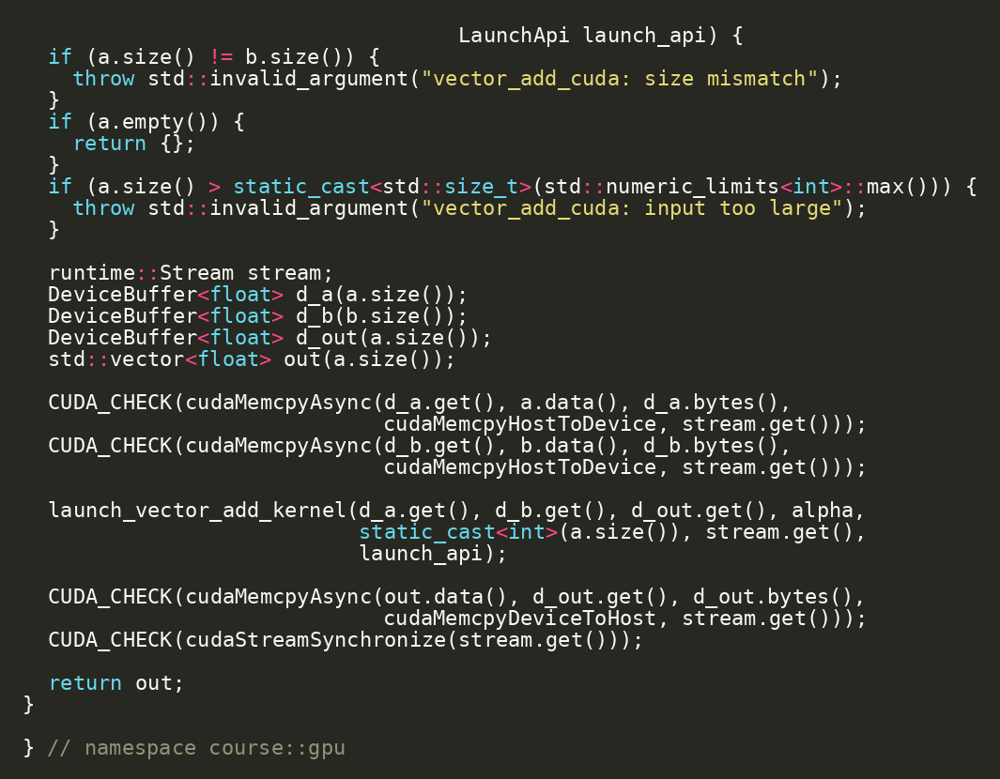 LaunchApi launch_api) {
  if (a.size() != b.size()) {
    throw std::invalid_argument("vector_add_cuda: size mismatch");
  }
  if (a.empty()) {
    return {};
  }
  if (a.size() > static_cast<std::size_t>(std::numeric_limits<int>::max())) {
    throw std::invalid_argument("vector_add_cuda: input too large");
  }

  runtime::Stream stream;
  DeviceBuffer<float> d_a(a.size());
  DeviceBuffer<float> d_b(b.size());
  DeviceBuffer<float> d_out(a.size());
  std::vector<float> out(a.size());

  CUDA_CHECK(cudaMemcpyAsync(d_a.get(), a.data(), d_a.bytes(),
                             cudaMemcpyHostToDevice, stream.get()));
  CUDA_CHECK(cudaMemcpyAsync(d_b.get(), b.data(), d_b.bytes(),
                             cudaMemcpyHostToDevice, stream.get()));

  launch_vector_add_kernel(d_a.get(), d_b.get(), d_out.get(), alpha,
                           static_cast<int>(a.size()), stream.get(),
                           launch_api);

  CUDA_CHECK(cudaMemcpyAsync(out.data(), d_out.get(), d_out.bytes(),
                             cudaMemcpyDeviceToHost, stream.get()));
  CUDA_CHECK(cudaStreamSynchronize(stream.get()));

  return out;
}

} // namespace course::gpu